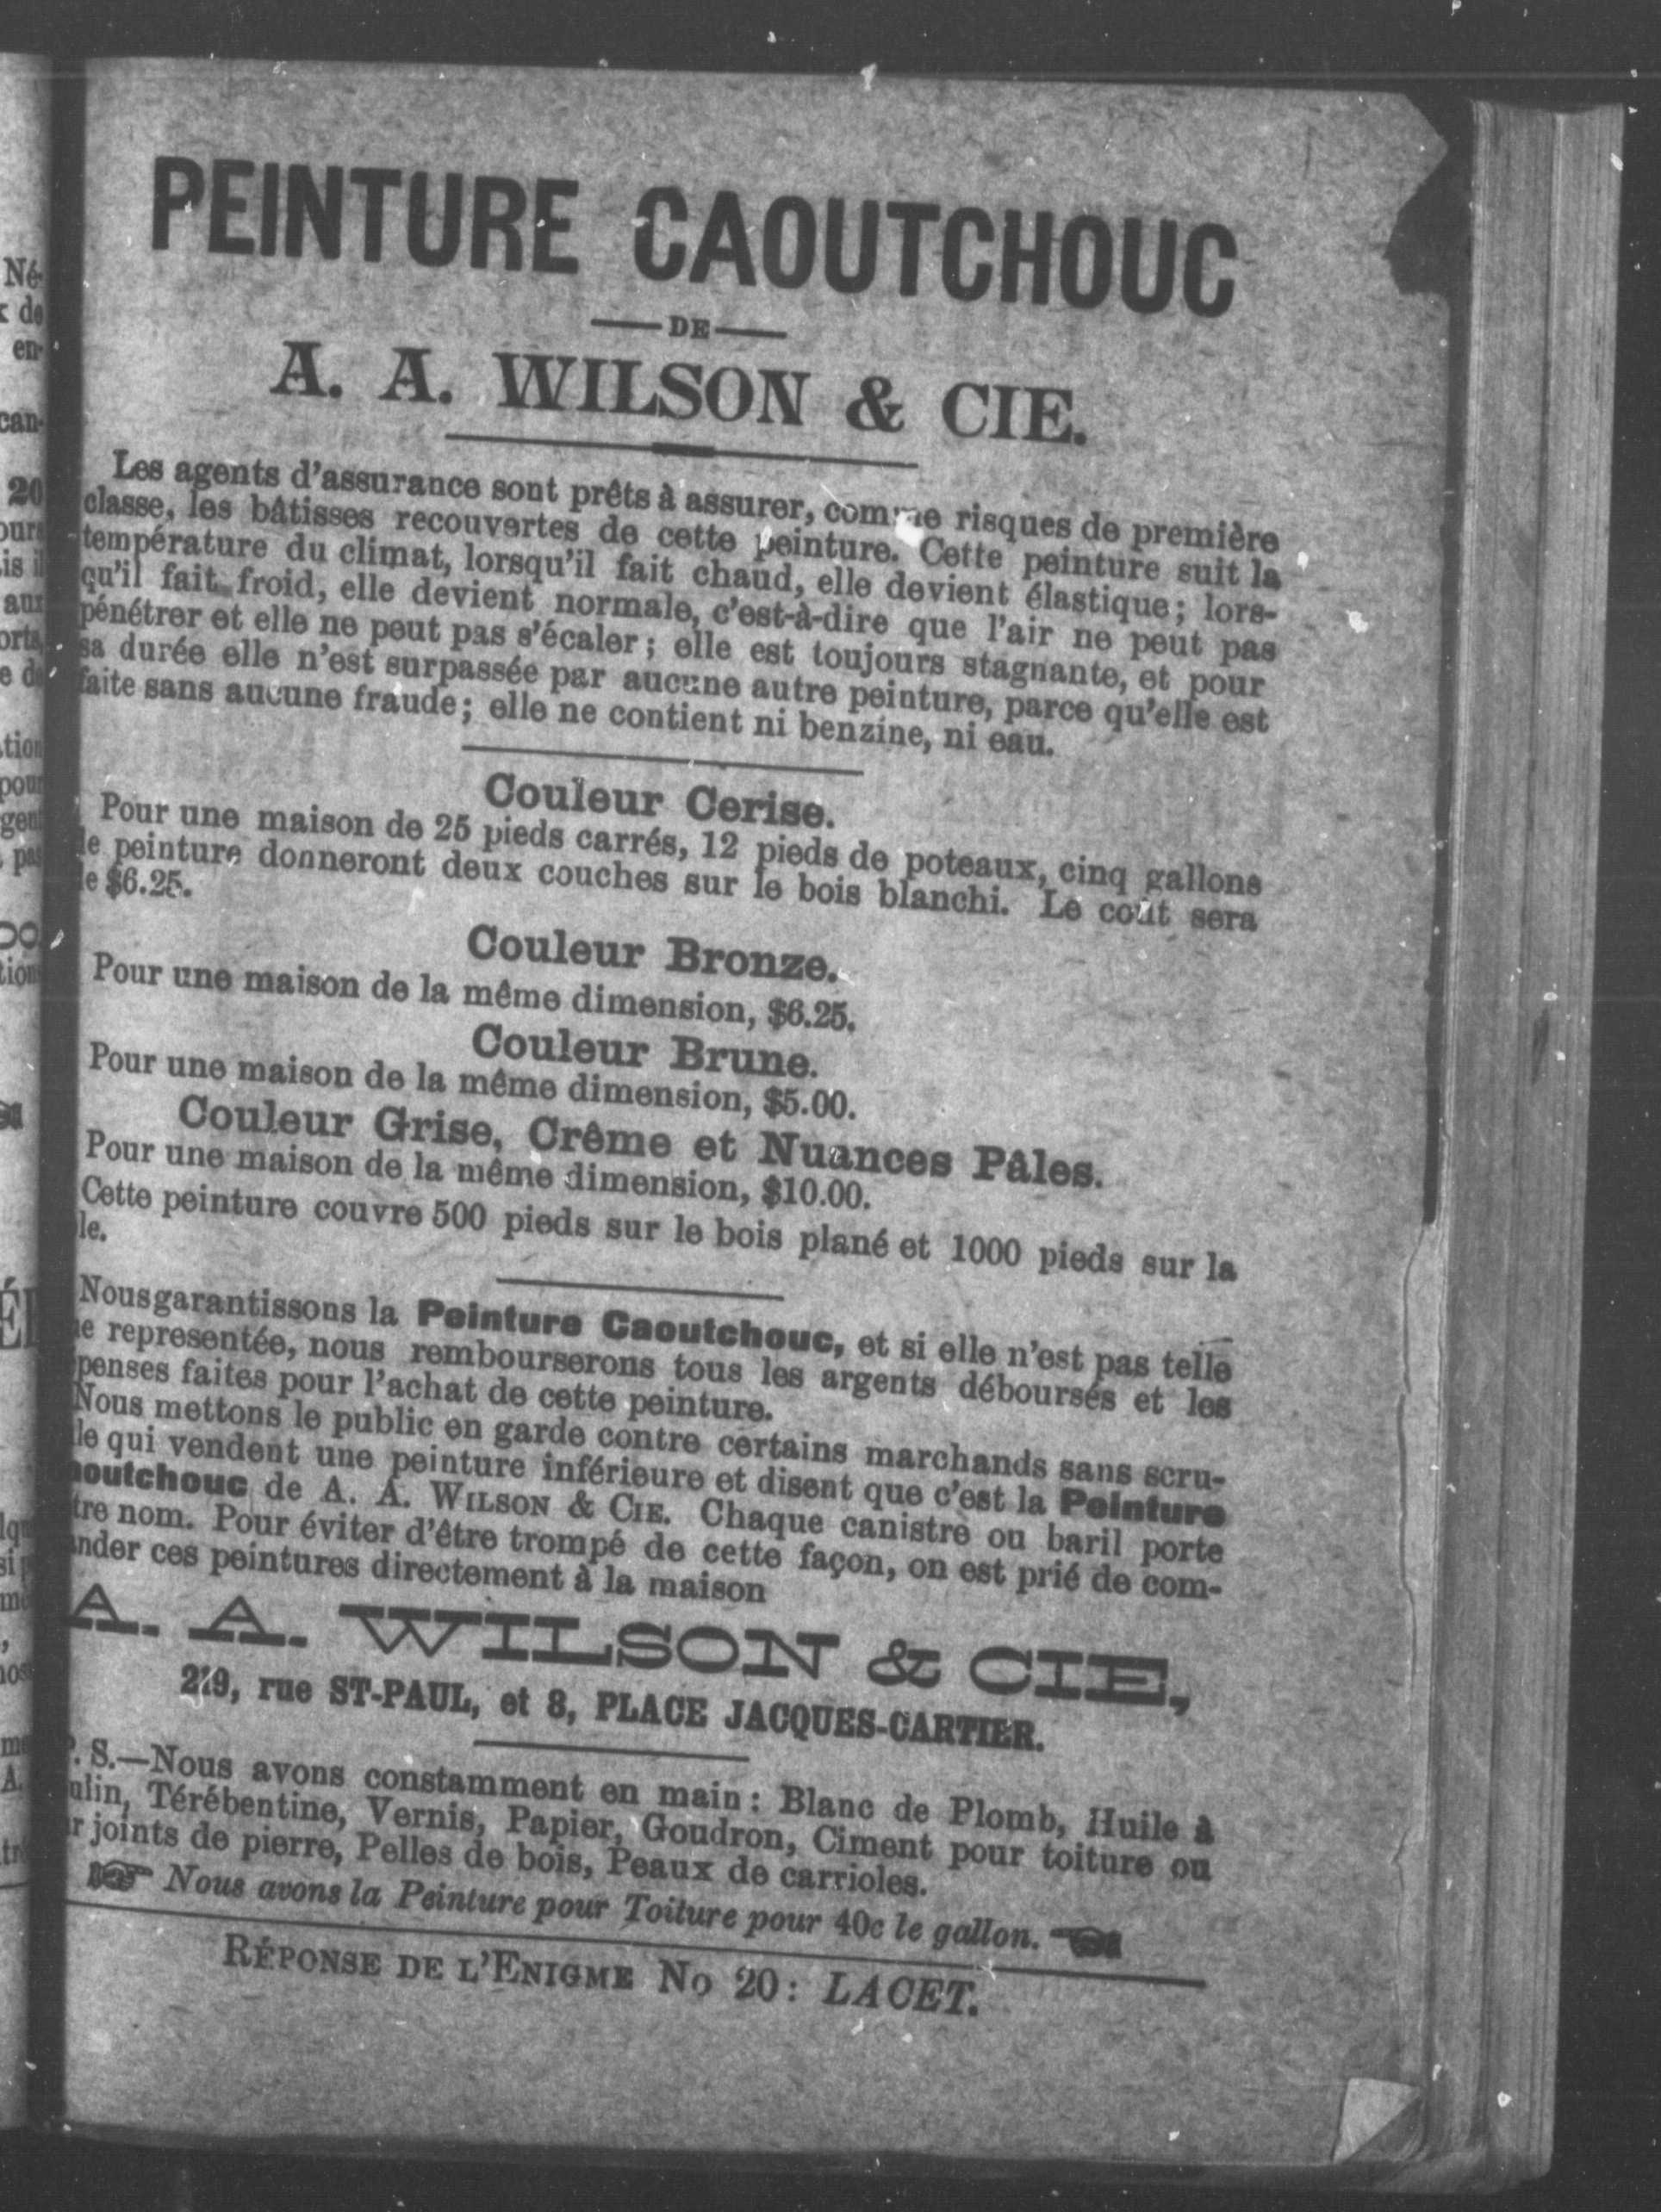 PEINTURE CAOUTCHOUC
DE
A. A. WILSON & CIE.
Les agents d'assurance sont prêts à assurer, comme risques de première
classe, les bâtisses recouvertes de cette peinture. Cette peinture suit la
température du climat, lorsqu'il fait chaud, elle devient élastique; lors-
qu'il fait froid, elle devient normale, c'est-à-dire que l'air ne peut pas
pénétrer et elle ne peut pas s'écaler; elle est toujours stagnante, et pour
sa durée elle n'est surpassée par aucune autre peinture, parce qu'elle est
faite sans aucune fraude; elle ne contient ni benzine, ni eau.
Couleur Cerise.
Pour une maison de 25 pieds carrés, 12 pieds de poteaux, cinq gallons
le peinture donneront deux couches sur le bois blanchi. Le coût sera
le $6.25.
Couleur Bronze.
Pour une maison de la même dimension, $6.25.
Couleur Brune.
Pour une maison de la même dimension, $5.00.
Couleur Grise, Crême et Nuances Pâles.
Pour une maison de la même dimension, $10.00.
Cette peinture couvre 500 pieds sur le bois plané et 1000 pieds sur la
le.
Nous garantissons la Peinture Caoutchouc, et si elle n'est pas telle
e representée, nous rembourserons tous les argents déboursés et les
penses faites pour l'achat de cette peinture.
Nous mettons le public en garde contre certains marchands sans scru-
le qui vendent une peinture inférieure et disent que c'est la Peinture
outchouc de A. A. WILSON & CIE. Chaque canistre ou baril porte
tre nom. Pour éviter d'être trompé de cette façon, on est prié de com-
nder ces peintures directement à la maison
A. A. WILSON & CIE,
rue ST-PAUL, et 8, PLACE JACQUES-CARTIER.
. S.—Nous avons constamment en main: Blanc de Plomb, Huile à
ulin, Térébentine, Vernis, Papier, Goudron, Ciment pour toiture ou
r joints de pierre, Pelles de bois, Peaux de carrioles.
Nous avons la Peinture pour Toiture pour 40c le gallon.
RÉPONSE DE L'ENIGME No 20: LACET.